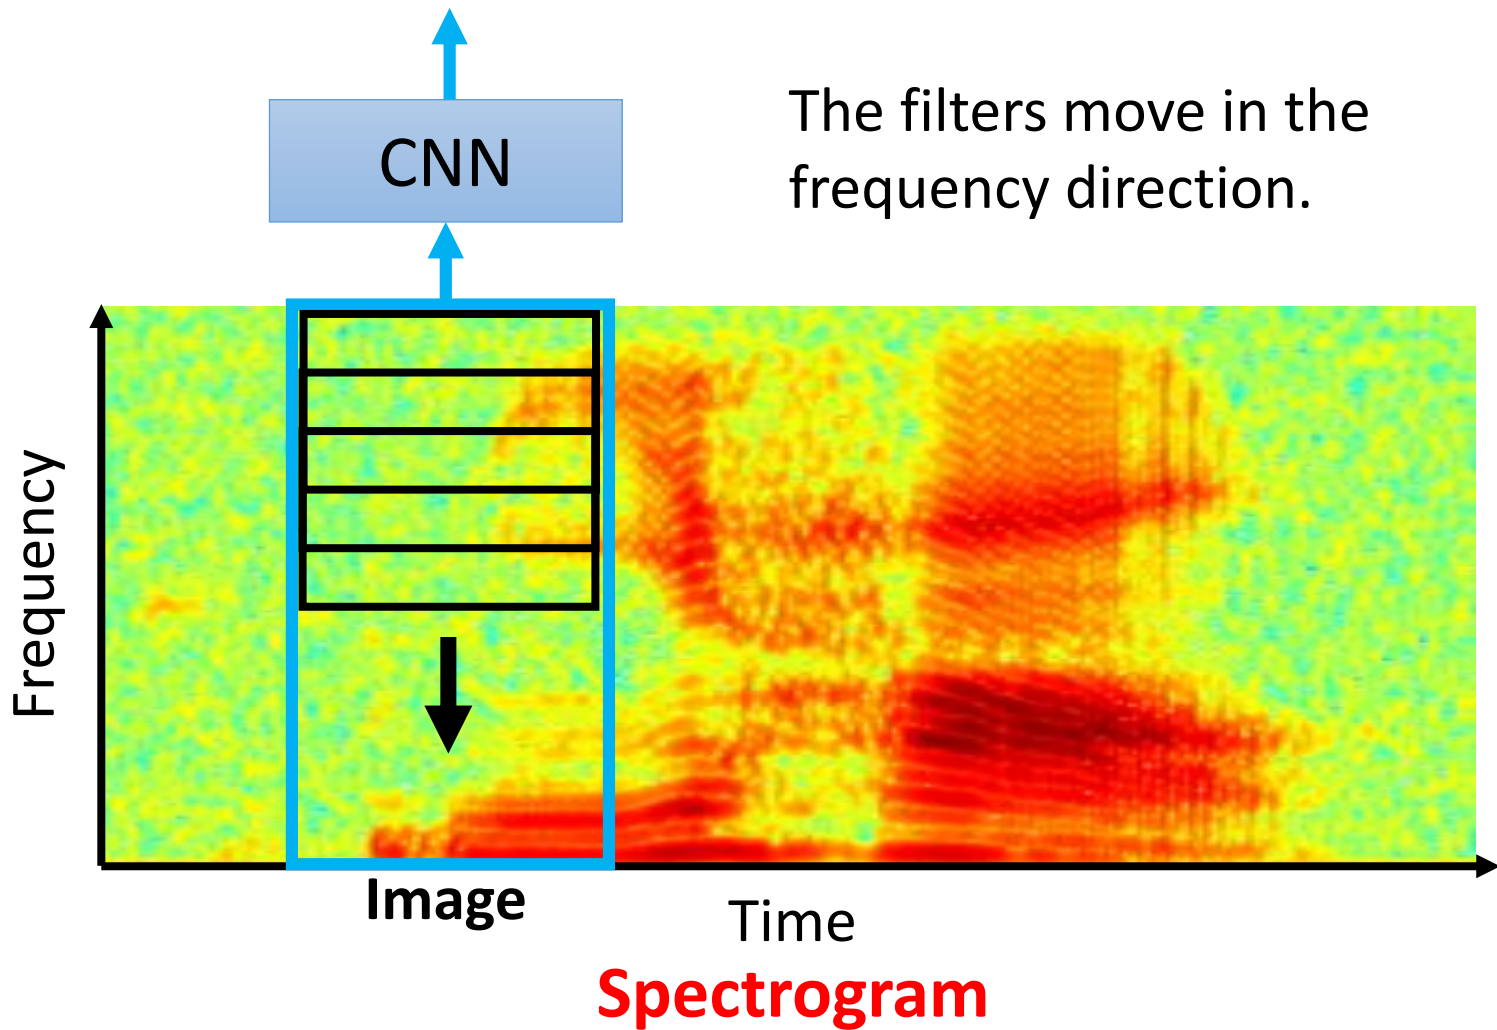 CNN
The filters move in the
frequency direction.
Frequency
Image
Time
Spectrogram